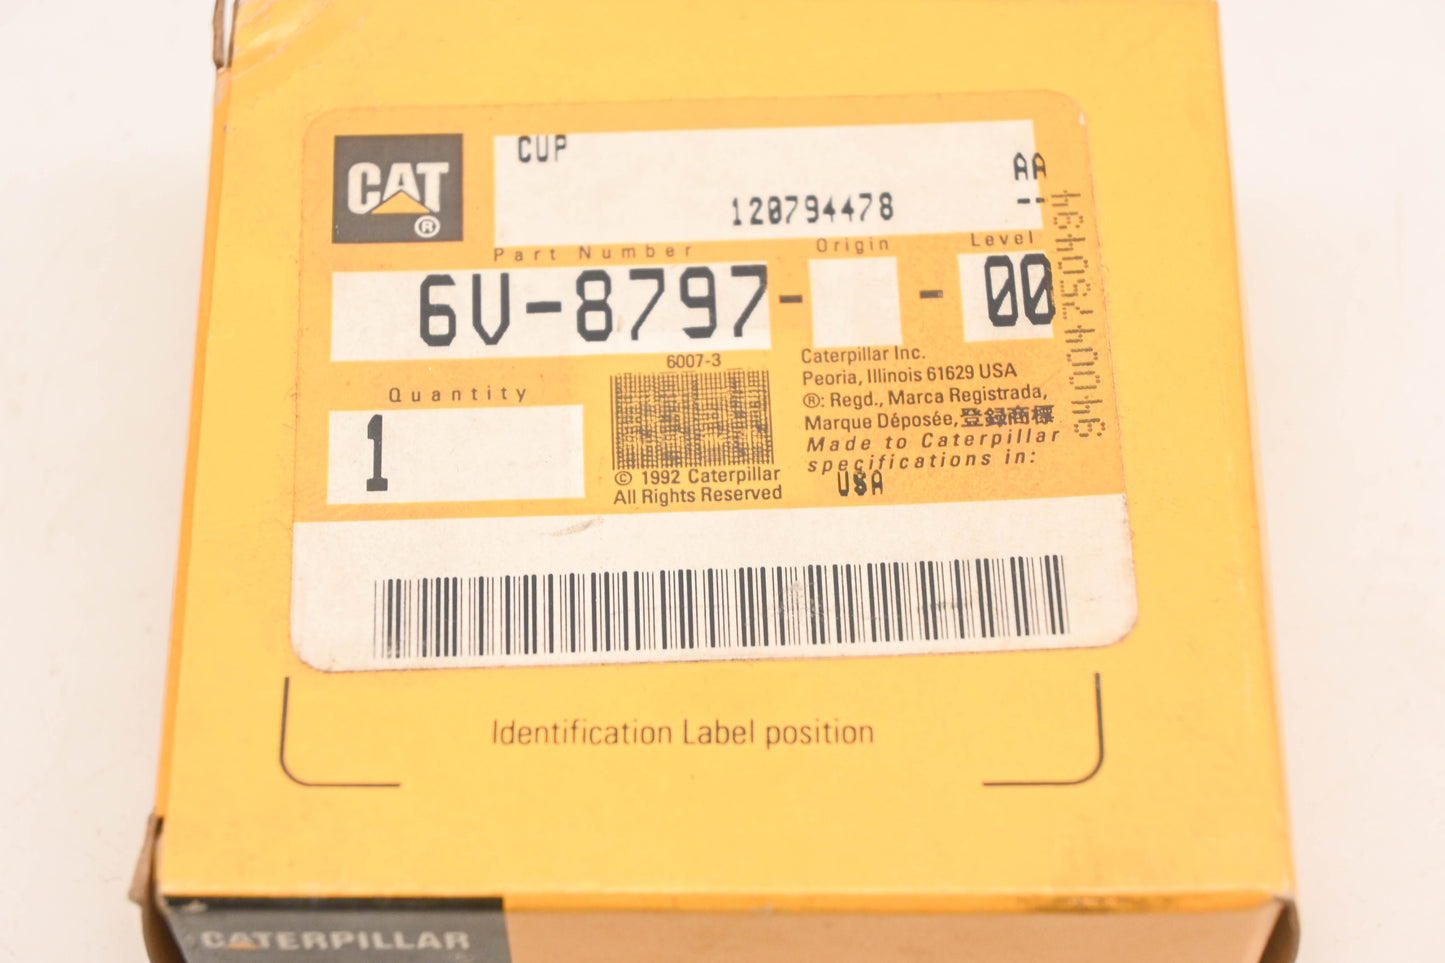 CAT®
CUP
AA
120794478 --
Part Number Origin Level
6V-8797- - 00
6007-3
Quantity
1
© 1992 Caterpillar
All Rights Reserved
Caterpillar Inc.
Peoria, Illinois 61629 USA
®: Regd., Marca Registrada,
Marque Déposée, 登録商標
Made to Caterpillar
specifications in:
USA
Identification Label position
CATERPILLAR